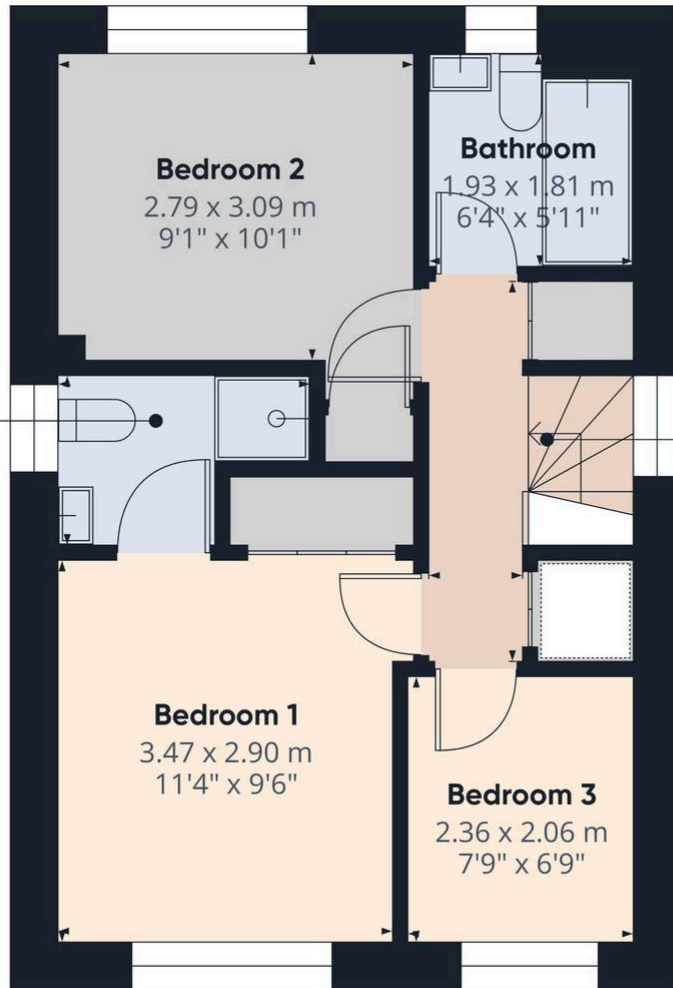 Bedroom 2
2.79 x 3.09 m
9'1" x 10'1"
Bathroom
1.93 x 1.81 m
6'4" x 5'11"
Bedroom 1
3.47 x 2.90 m
11'4" x 9'6"
Bedroom 3
2.36 x 2.06 m
7'9" x 6'9"